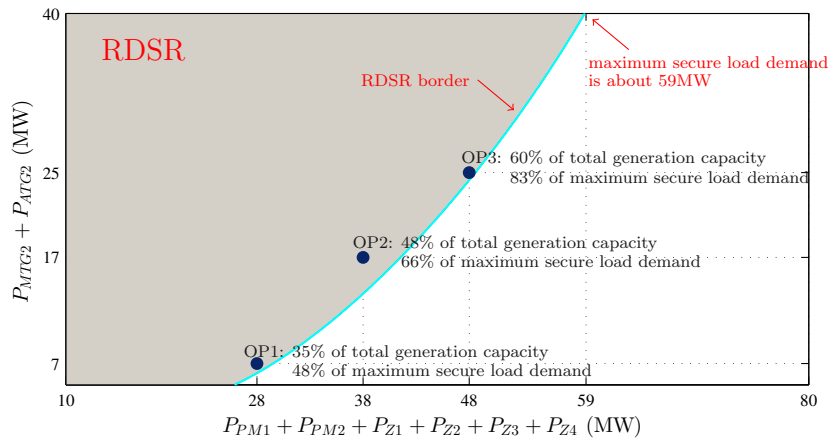 40
RDSR
maximum secure load demand
is about 59MW
RDSR border
P_{MTG2} + P_{ATG2} (MW)
OP3: 60% of total generation capacity
83% of maximum secure load demand
25
OP2: 48% of total generation capacity
66% of maximum secure load demand
17
OP1: 35% of total generation capacity
48% of maximum secure load demand
7
10 28 38 48 59 80
P_{PM1} + P_{PM2} + P_{Z1} + P_{Z2} + P_{Z3} + P_{Z4} (MW)